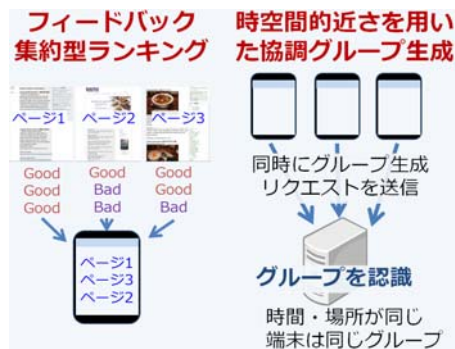 フィードバック
集約型ランキング
ページ1
ページ2
ページ3
Good
Good
Good
Good
Bad
Bad
Good
Good
Bad
ページ1
ページ3
ページ2
時空間的近さを用い
た協調グループ生成
同時にグループ生成
リクエストを送信
グループを認識
時間・場所が同じ
端末は同じグループ